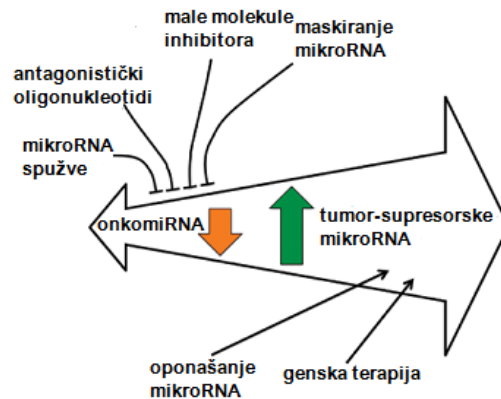 male molekule
inhibitora
maskiranje
mikroRNA
antagonistički
oligonukleotidi
mikroRNA
spužve
onkomiRNA
tumor-supresorske
mikroRNA
oponašanje
mikroRNA
genska terapija